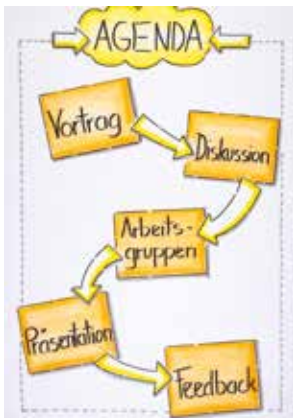 AGENDA
Vortrag
Diskussion
Arbeits-
gruppen
Präsentation
Feedback